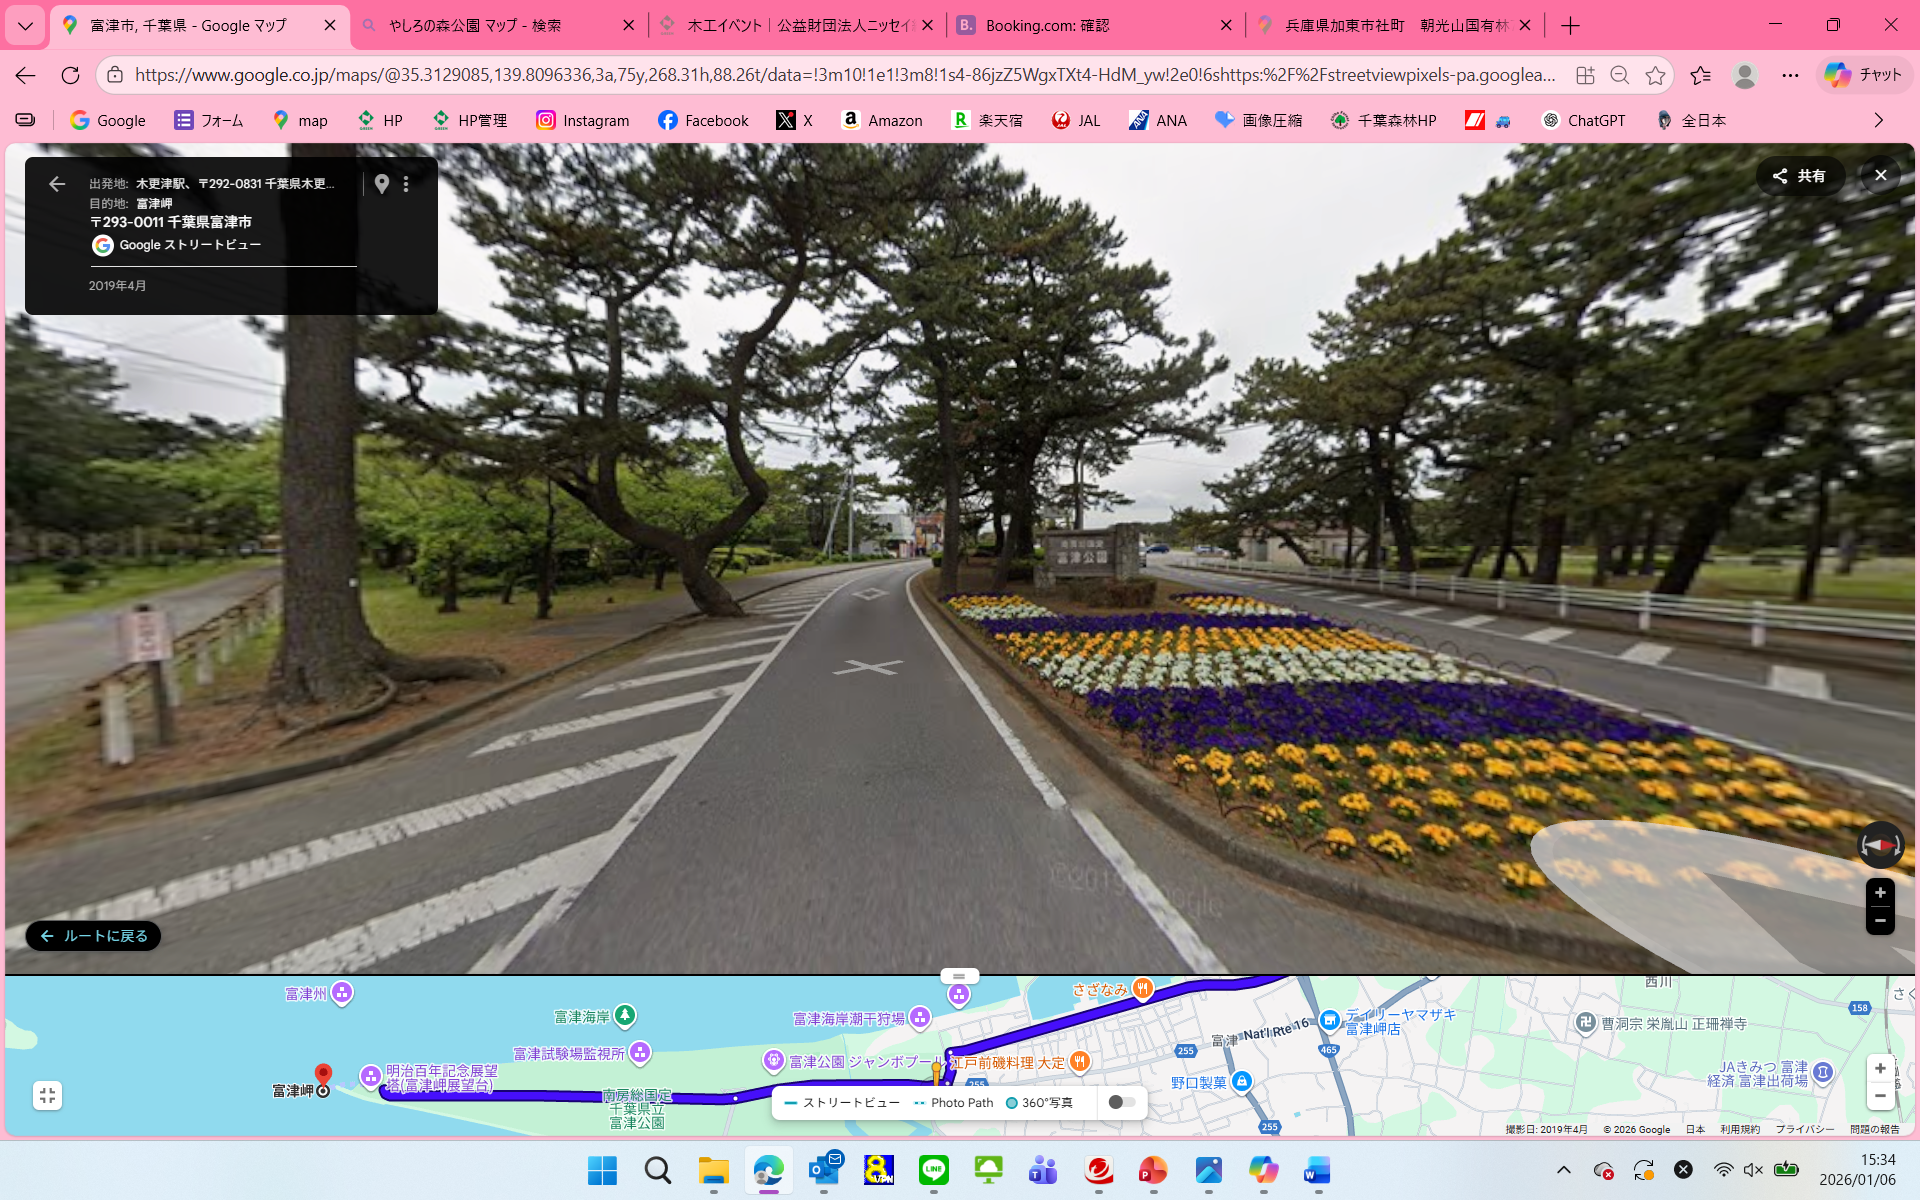 富津市, 千葉県 - Google マップ
やしろの森公園 マップ - 検索
木工イベント｜公益財団法人ニッセイ
Booking.com: 確認
兵庫県加東市社町　朝光山国有林
https://www.google.co.jp/maps/@35.3129085,139.8096336,3a,75y,268.31h,88.26t/data=!3m10!1e1!3m8!1s4-86jzZ5WgxTXt4-HdM_yw!2e0!6shttps:%2F%2Fstreetviewpixels-pa.googlea...
チャット
Google
フォーム
map
HP
HP管理
Instagram
Facebook
X
Amazon
楽天宿
JAL
ANA
画像圧縮
千葉森林HP
ChatGPT
全日本
出発地: 木更津駅、〒292-0831 千葉県木更...
目的地: 富津岬
〒293-0011 千葉県富津市
Google ストリートビュー
2019年4月
共有
富津公園
ルートに戻る
富津州
富津海岸
富津海岸潮干狩場
さざなみ
富津試験場監視所
富津公園 ジャンボプール
江戸前磯料理 大定
明治百年記念展望
塔(富津岬展望台)
富津岬
南房総国定
千葉県立
富津公園
255
富津
Nat'l Rte 16
デイリーヤマザキ
富津岬店
465
255
野口製菓
255
西川
158
曹洞宗 栄胤山 正珊禅寺
JAきみつ 富津
経済 富津出荷場
ストリートビュー
Photo Path
360°写真
撮影日: 2019年4月
© 2026 Google
日本
利用規約
プライバシー
問題の報告
15:34
2026/01/06